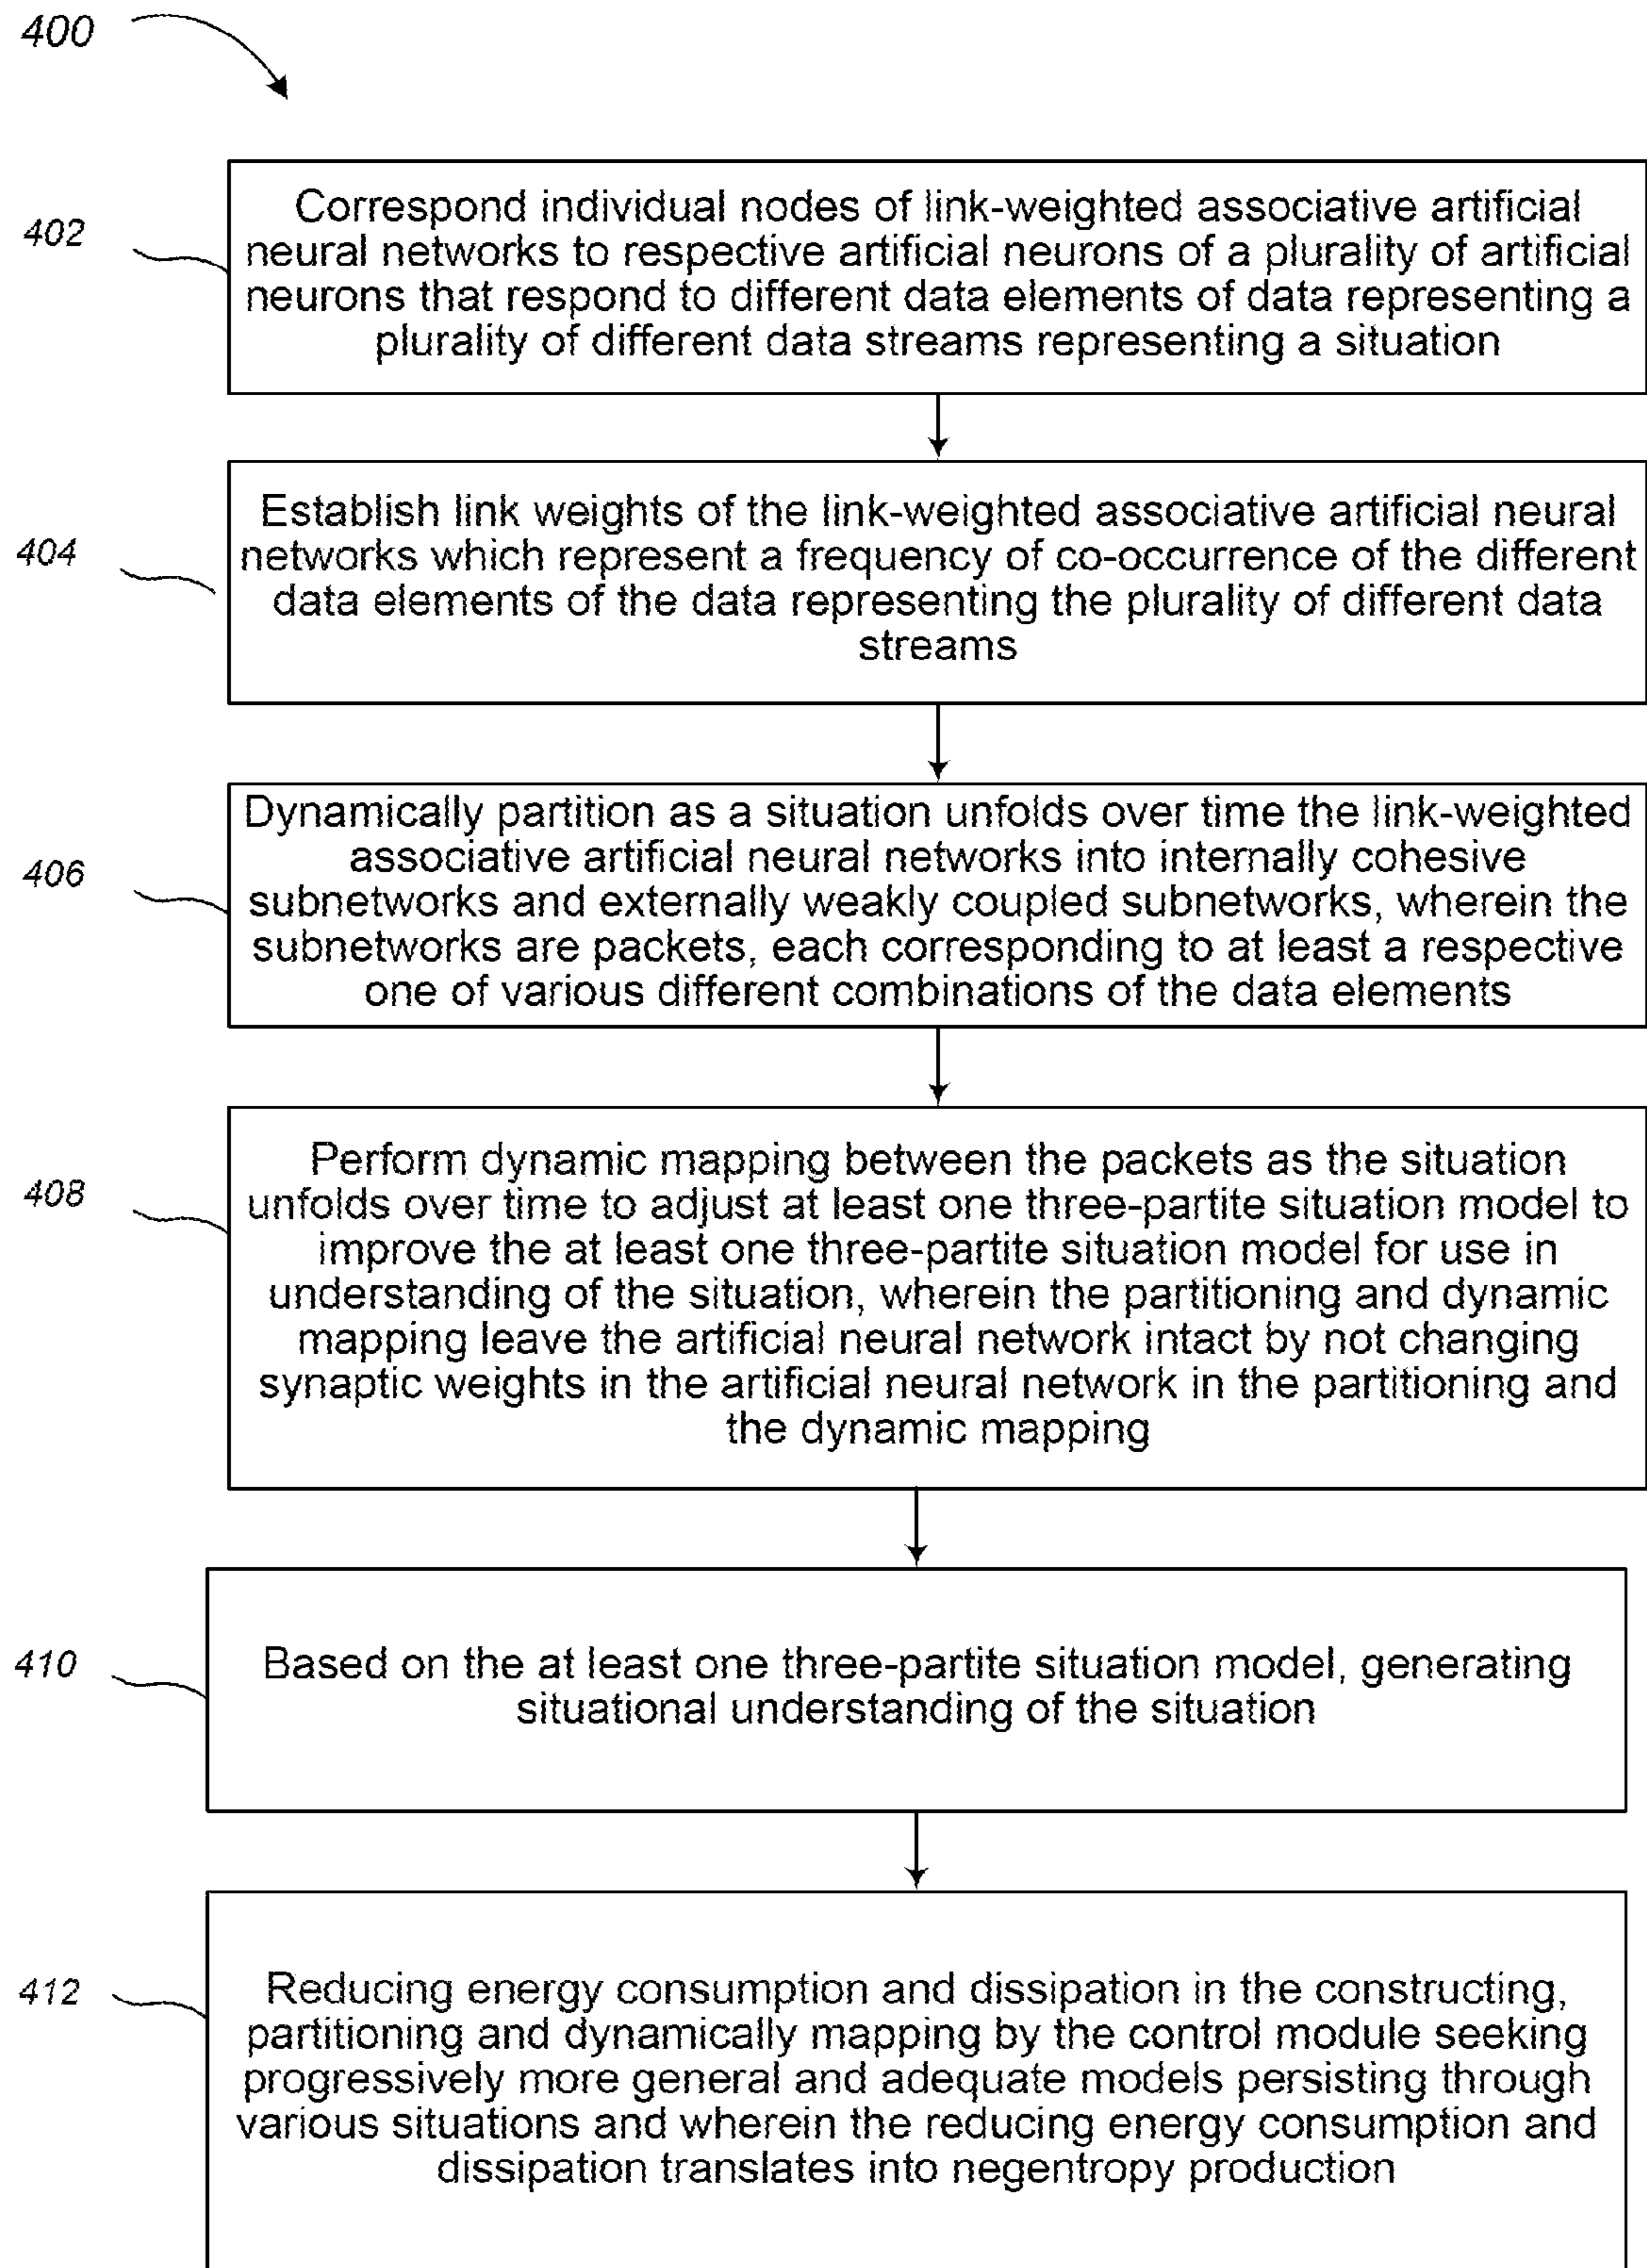 400
402
Correspond individual nodes of link-weighted associative artificial
neural networks to respective artificial neurons of a plurality of artificial
neurons that respond to different data elements of data representing a
plurality of different data streams representing a situation
404
Establish link weights of the link-weighted associative artificial neural
networks which represent a frequency of co-occurrence of the different
data elements of the data representing the plurality of different data
streams
406
Dynamically partition as a situation unfolds over time the link-weighted
associative artificial neural networks into internally cohesive
subnetworks and externally weakly coupled subnetworks, wherein the
subnetworks are packets, each corresponding to at least a respective
one of various different combinations of the data elements
408
Perform dynamic mapping between the packets as the situation
unfolds over time to adjust at least one three-partite situation model to
improve the at least one three-partite situation model for use in
understanding of the situation, wherein the partitioning and dynamic
mapping leave the artificial neural network intact by not changing
synaptic weights in the artificial neural network in the partitioning and
the dynamic mapping
410
Based on the at least one three-partite situation model, generating
situational understanding of the situation
412
Reducing energy consumption and dissipation in the constructing,
partitioning and dynamically mapping by the control module seeking
progressively more general and adequate models persisting through
various situations and wherein the reducing energy consumption and
dissipation translates into negentropy production